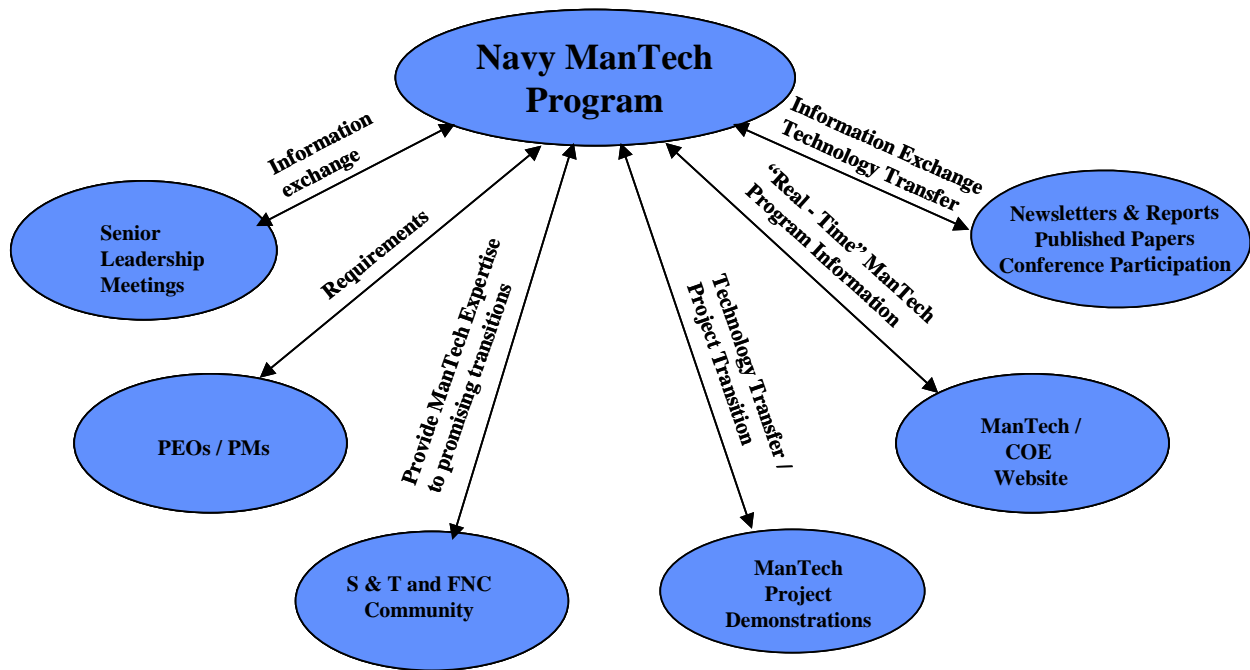 Navy ManTech
Program
Information
exchange
Information Exchange
Technology Transfer
Senior
Leadership
Meetings
Requirements
Provide ManTech Expertise
to promising transitions
Technology Transfer /
Project Transition
“Real - Time” ManTech
Program Information
Newsletters & Reports
Published Papers
Conference Participation
PEOs / PMs
ManTech /
COE
Website
S & T and FNC
Community
ManTech
Project
Demonstrations